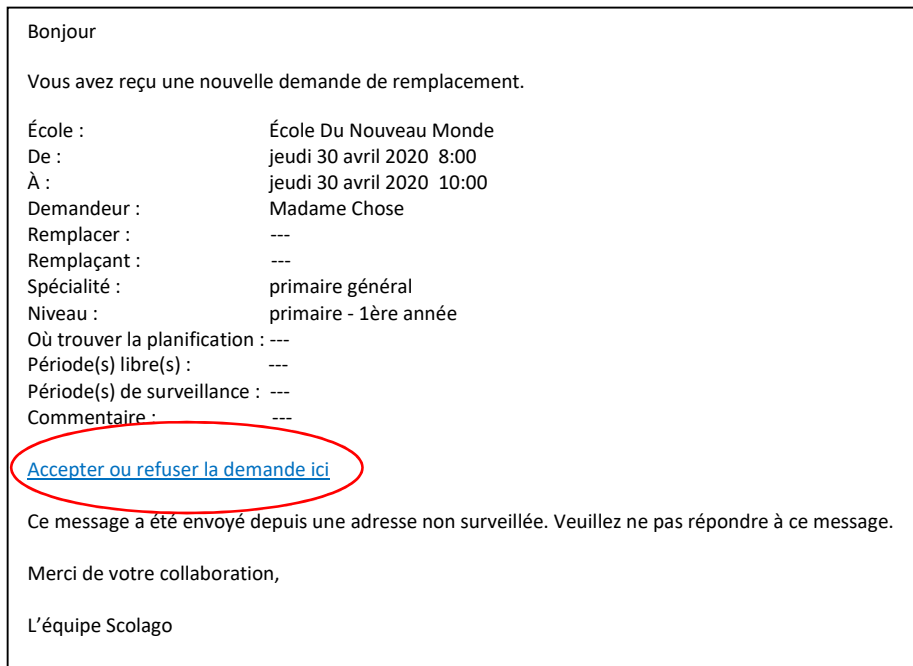 Bonjour
Vous avez reçu une nouvelle demande de remplacement.
École : École Du Nouveau Monde
De : jeudi 30 avril 2020 8:00
À : jeudi 30 avril 2020 10:00
Demandeur : Madame Chose
Remplacer : ---
Remplaçant : ---
Spécialité : primaire général
Niveau : primaire - 1ère année
Où trouver la planification : ---
Période(s) libre(s) : ---
Période(s) de surveillance : ---
Commentaire : ---
Accepter ou refuser la demande ici
Ce message a été envoyé depuis une adresse non surveillée. Veuillez ne pas répondre à ce message.
Merci de votre collaboration,
L’équipe Scolago